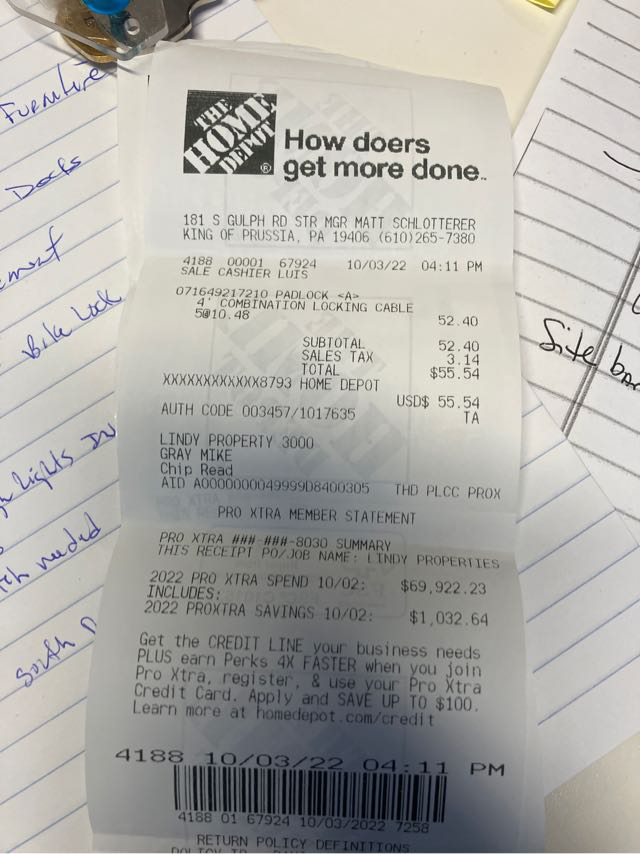 THE HOME DEPOT
®
How doers
get more done™
181 S GULPH RD STR MGR MATT SCHLOTTERER
KING OF PRUSSIA, PA 19406 (610)265-7380
4188 00001 67924 10/03/22 04:11 PM
SALE CASHIER LUIS
071649217210 PADLOCK <A>
4' COMBINATION LOCKING CABLE
5@10.48 52.40
SUBTOTAL 52.40
SALES TAX 3.14
TOTAL $55.54
XXXXXXXXXXXX8793 HOME DEPOT
USD$ 55.54
AUTH CODE 003457/1017635 TA
LINDY PROPERTY 3000
GRAY MIKE
Chip Read
AID A0000000049999D8400305 THD PLCC PROX
PRO XTRA MEMBER STATEMENT
PRO XTRA ###-###-8030 SUMMARY
THIS RECEIPT PO/JOB NAME: LINDY PROPERTIES
2022 PRO XTRA SPEND 10/02: $69,922.23
INCLUDES:
2022 PROXTRA SAVINGS 10/02: $1,032.64
Get the CREDIT LINE your business needs
PLUS earn Perks 4X FASTER when you join
Pro Xtra, register, & use your Pro Xtra
Credit Card. Apply and SAVE UP TO $100.
Learn more at homedepot.com/credit
4188 10/03/22 04:11 PM
4188 01 67924 10/03/2022 7258
RETURN POLICY DEFINITIONS
Furniture
Docks
Bike Lock
lights
needed
South
Site